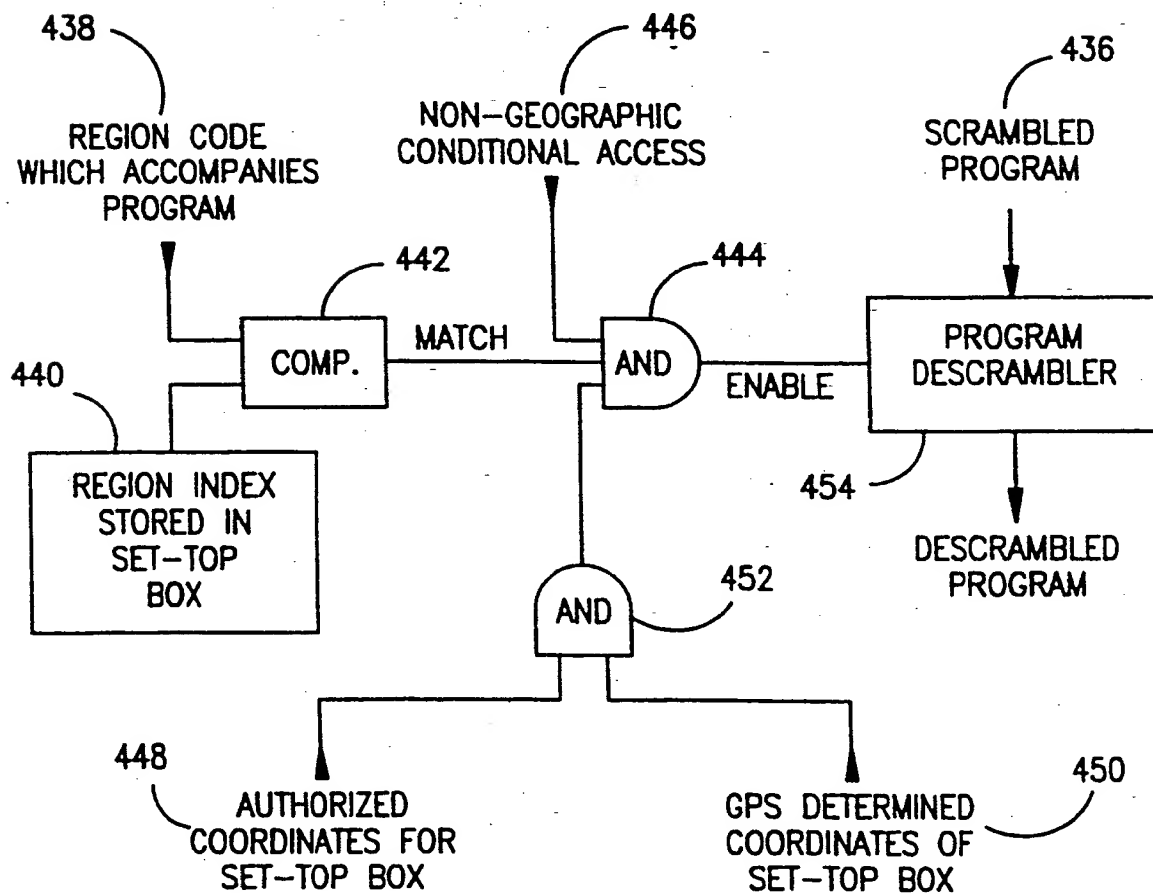 438
REGION CODE
WHICH ACCOMPANIES
PROGRAM
446
NON-GEOGRAPHIC
CONDITIONAL ACCESS
436
SCRAMBLED
PROGRAM
442
COMP.
MATCH
444
AND
ENABLE
PROGRAM
DESCRAMBLER
454
DESCRAMBLED
PROGRAM
440
REGION INDEX
STORED IN
SET-TOP
BOX
AND
452
448
AUTHORIZED
COORDINATES FOR
SET-TOP BOX
450
GPS DETERMINED
COORDINATES OF
SET-TOP BOX